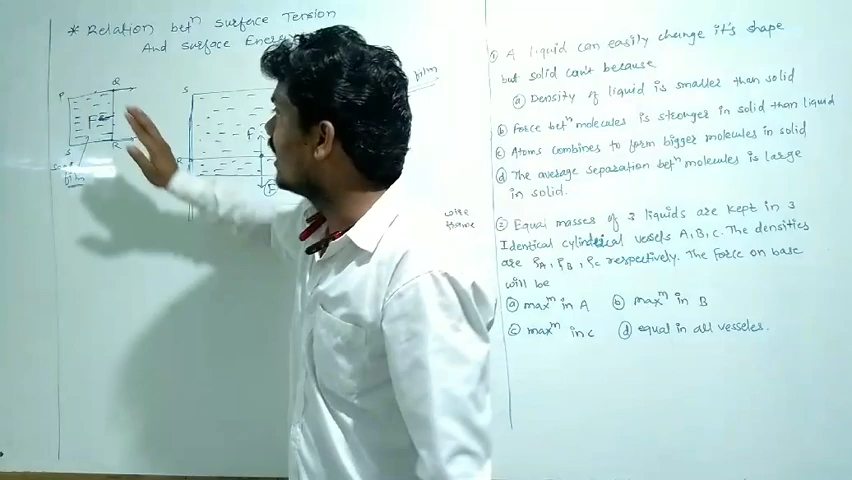 * Relation betⁿ surface Tension
And surface Energy
P
Q
F
S
R
film
S
F
R
F
film
wire
frame
① A liquid can easily change it's shape
but solid can't because
ⓐ Density of liquid is smaller than solid
ⓑ Force betⁿ molecules is stronger in solid than liquid
ⓒ Atoms combines to form bigger molecules in solid
ⓓ The average separation betⁿ molecules is large
in solid.
② Equal masses of 3 liquids are kept in 3
Identical cylindrical vessels A, B, C. The densities
are ρA, ρB, ρC respectively. The force on base
will be
ⓐ maxᵐ in A ⓑ maxᵐ in B
ⓒ maxᵐ in C ⓓ equal in all vesseles.